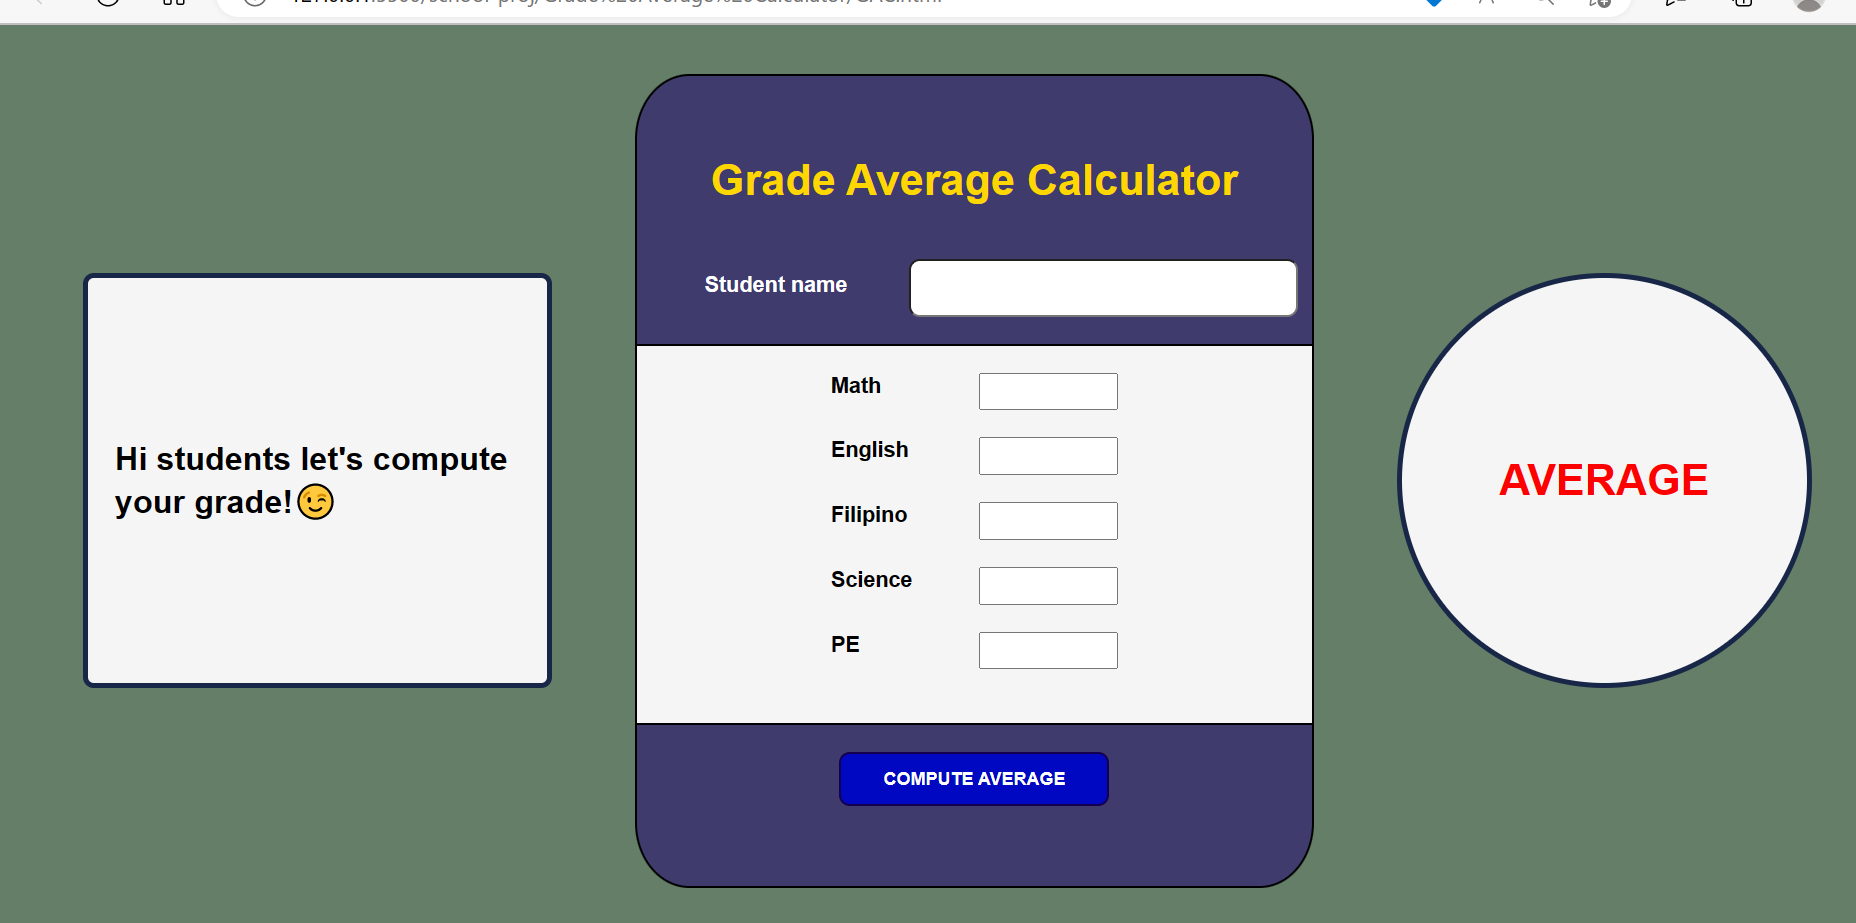 Hi students let's compute
your grade!😉
Grade Average Calculator
Student name
Math
English
Filipino
Science
PE
COMPUTE AVERAGE
AVERAGE